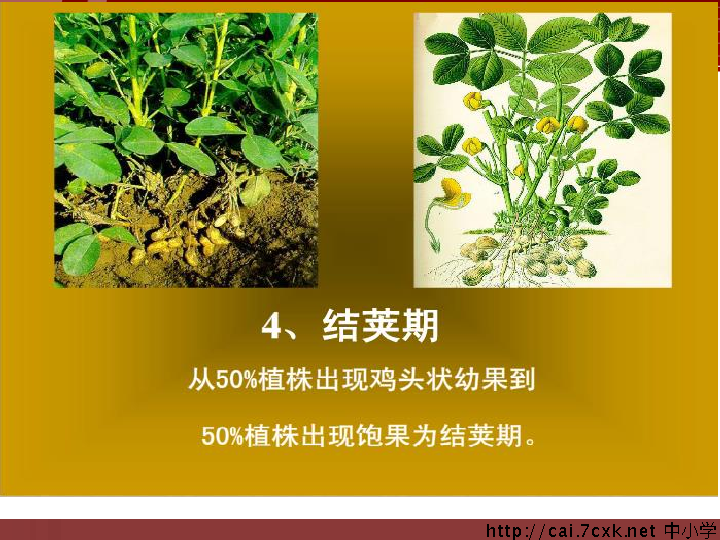 4、结荚期
从50%植株出现鸡头状幼果到
50%植株出现饱果为结荚期。
http://cai.7cxk.net 中小学